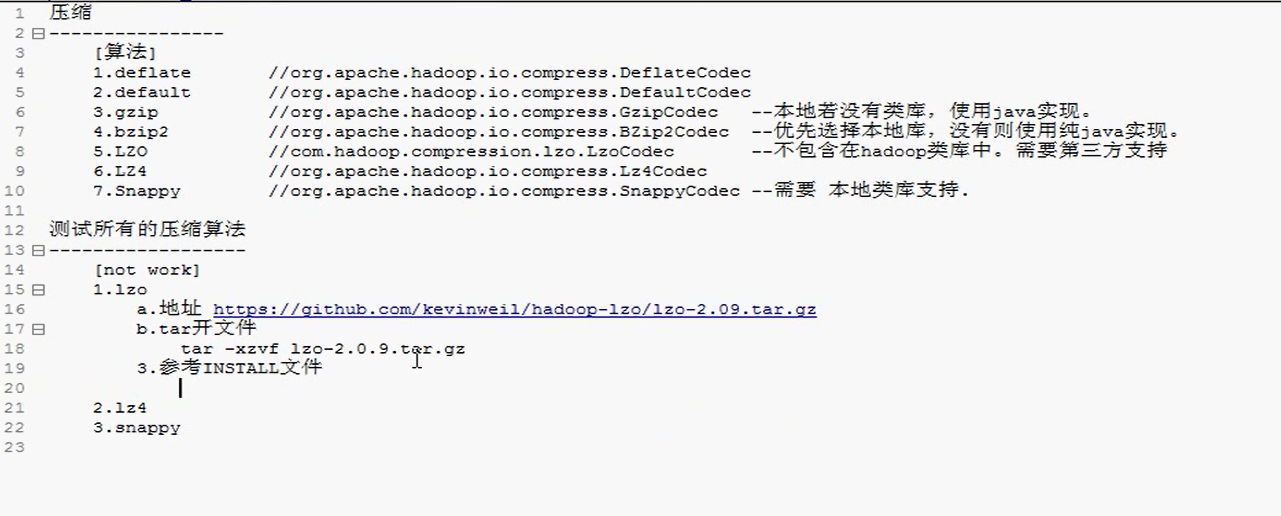 1 压缩
2 ----------------
3 [算法]
4 1.deflate //org.apache.hadoop.io.compress.DeflateCodec
5 2.default //org.apache.hadoop.io.compress.DefaultCodec
6 3.gzip //org.apache.hadoop.io.compress.GzipCodec --本地若没有类库，使用java实现。
7 4.bzip2 //org.apache.hadoop.io.compress.BZip2Codec --优先选择本地库，没有则使用纯java实现。
8 5.LZO //com.hadoop.compression.lzo.LzoCodec --不包含在hadoop类库中。需要第三方支持
9 6.LZ4 //org.apache.hadoop.io.compress.Lz4Codec
10 7.Snappy //org.apache.hadoop.io.compress.SnappyCodec --需要 本地类库支持.
11
12 测试所有的压缩算法
13 ------------------
14 [not work]
15 1.lzo
16 a.地址 https://github.com/kevinweil/hadoop-lzo/lzo-2.09.tar.gz
17 b.tar开文件
18 tar -xzvf lzo-2.0.9.tar.gz
19 3.参考INSTALL文件
20
21 2.lz4
22 3.snappy
23